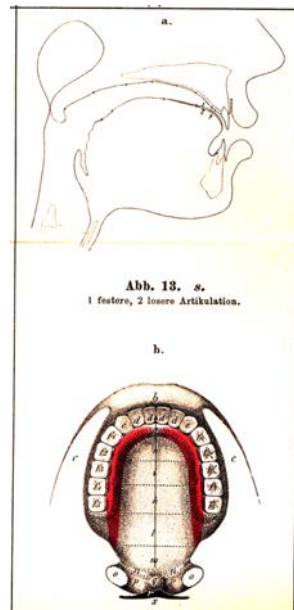 a.
Abb. 13. s.
1 festere, 2 losere Artikulation.
b.
b
c
c
l
m
o
o
x